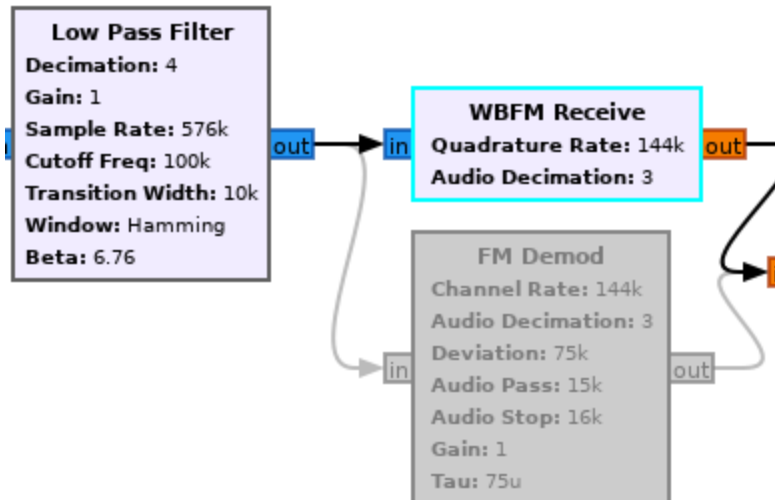 Low Pass Filter
Decimation: 4
Gain: 1
Sample Rate: 576k
Cutoff Freq: 100k
Transition Width: 10k
Window: Hamming
Beta: 6.76
out
in
WBFM Receive
Quadrature Rate: 144k
Audio Decimation: 3
out
in
FM Demod
Channel Rate: 144k
Audio Decimation: 3
Deviation: 75k
Audio Pass: 15k
Audio Stop: 16k
Gain: 1
Tau: 75u
out